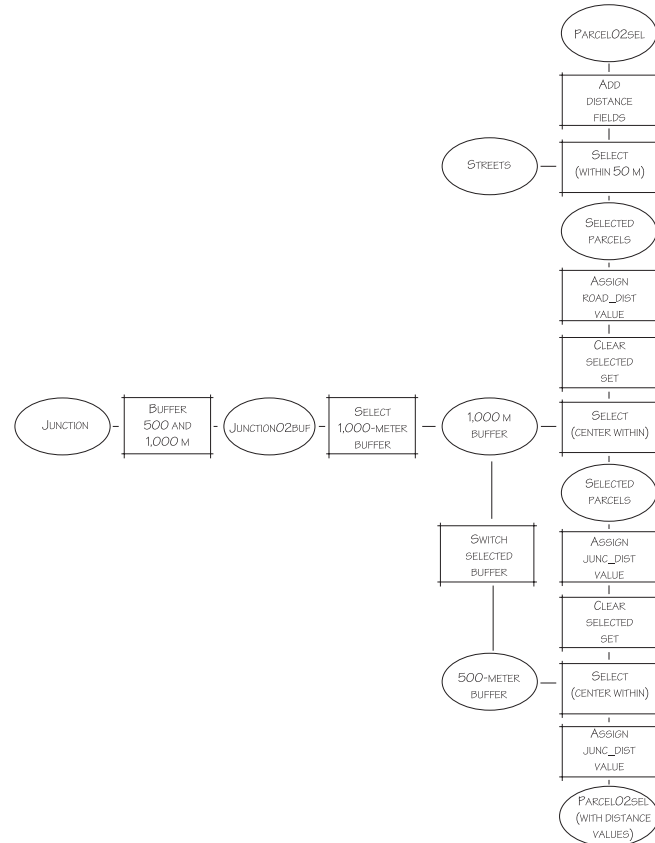 PARCEL02SEL
ADD
DISTANCE
FIELDS
STREETS
SELECT
(WITHIN 50 M)
SELECTED
PARCELS
ASSIGN
ROAD_DIST
VALUE
CLEAR
SELECTED
SET
JUNCTION
BUFFER
500 AND
1,000 M
JUNCTION02BUF
SELECT
1,000-METER
BUFFER
1,000 M
BUFFER
SELECT
(CENTER WITHIN)
SELECTED
PARCELS
SWITCH
SELECTED
BUFFER
ASSIGN
JUNC_DIST
VALUE
CLEAR
SELECTED
SET
500-METER
BUFFER
SELECT
(CENTER WITHIN)
ASSIGN
JUNC_DIST
VALUE
PARCEL02SEL
(WITH DISTANCE
VALUES)